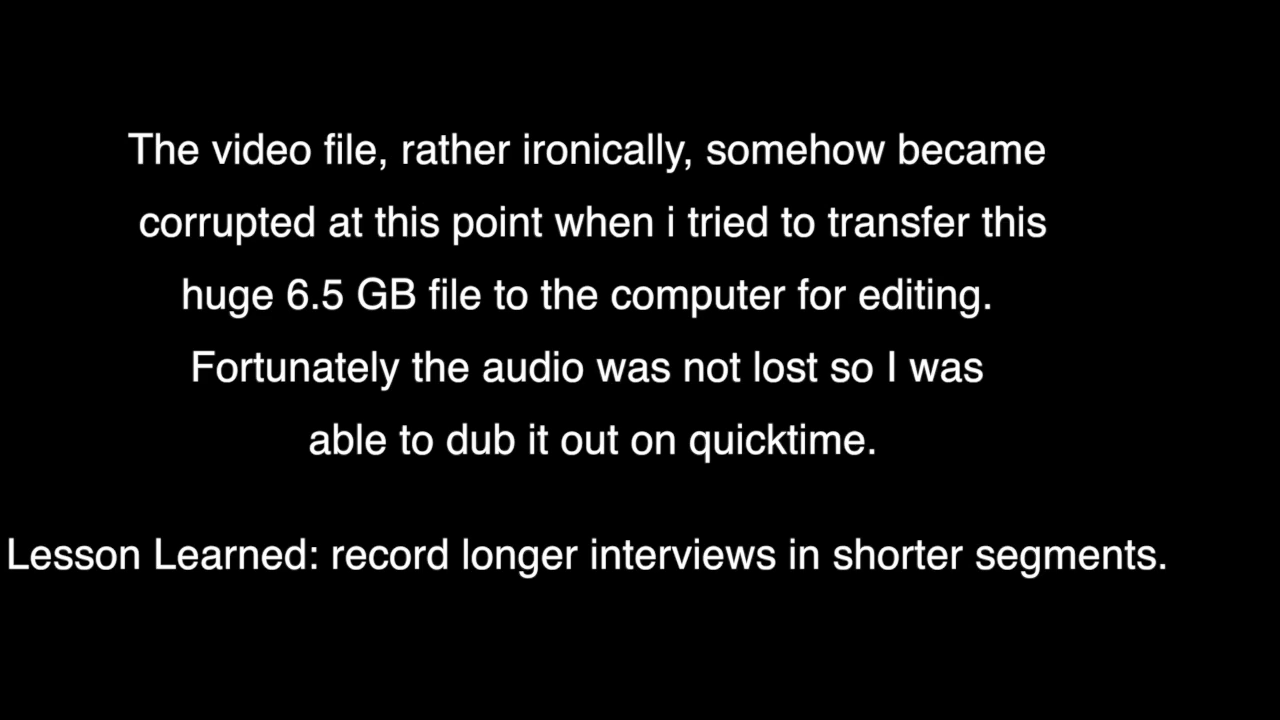 The video file, rather ironically, somehow became
corrupted at this point when i tried to transfer this
huge 6.5 GB file to the computer for editing.
Fortunately the audio was not lost so I was
able to dub it out on quicktime.
Lesson Learned: record longer interviews in shorter segments.